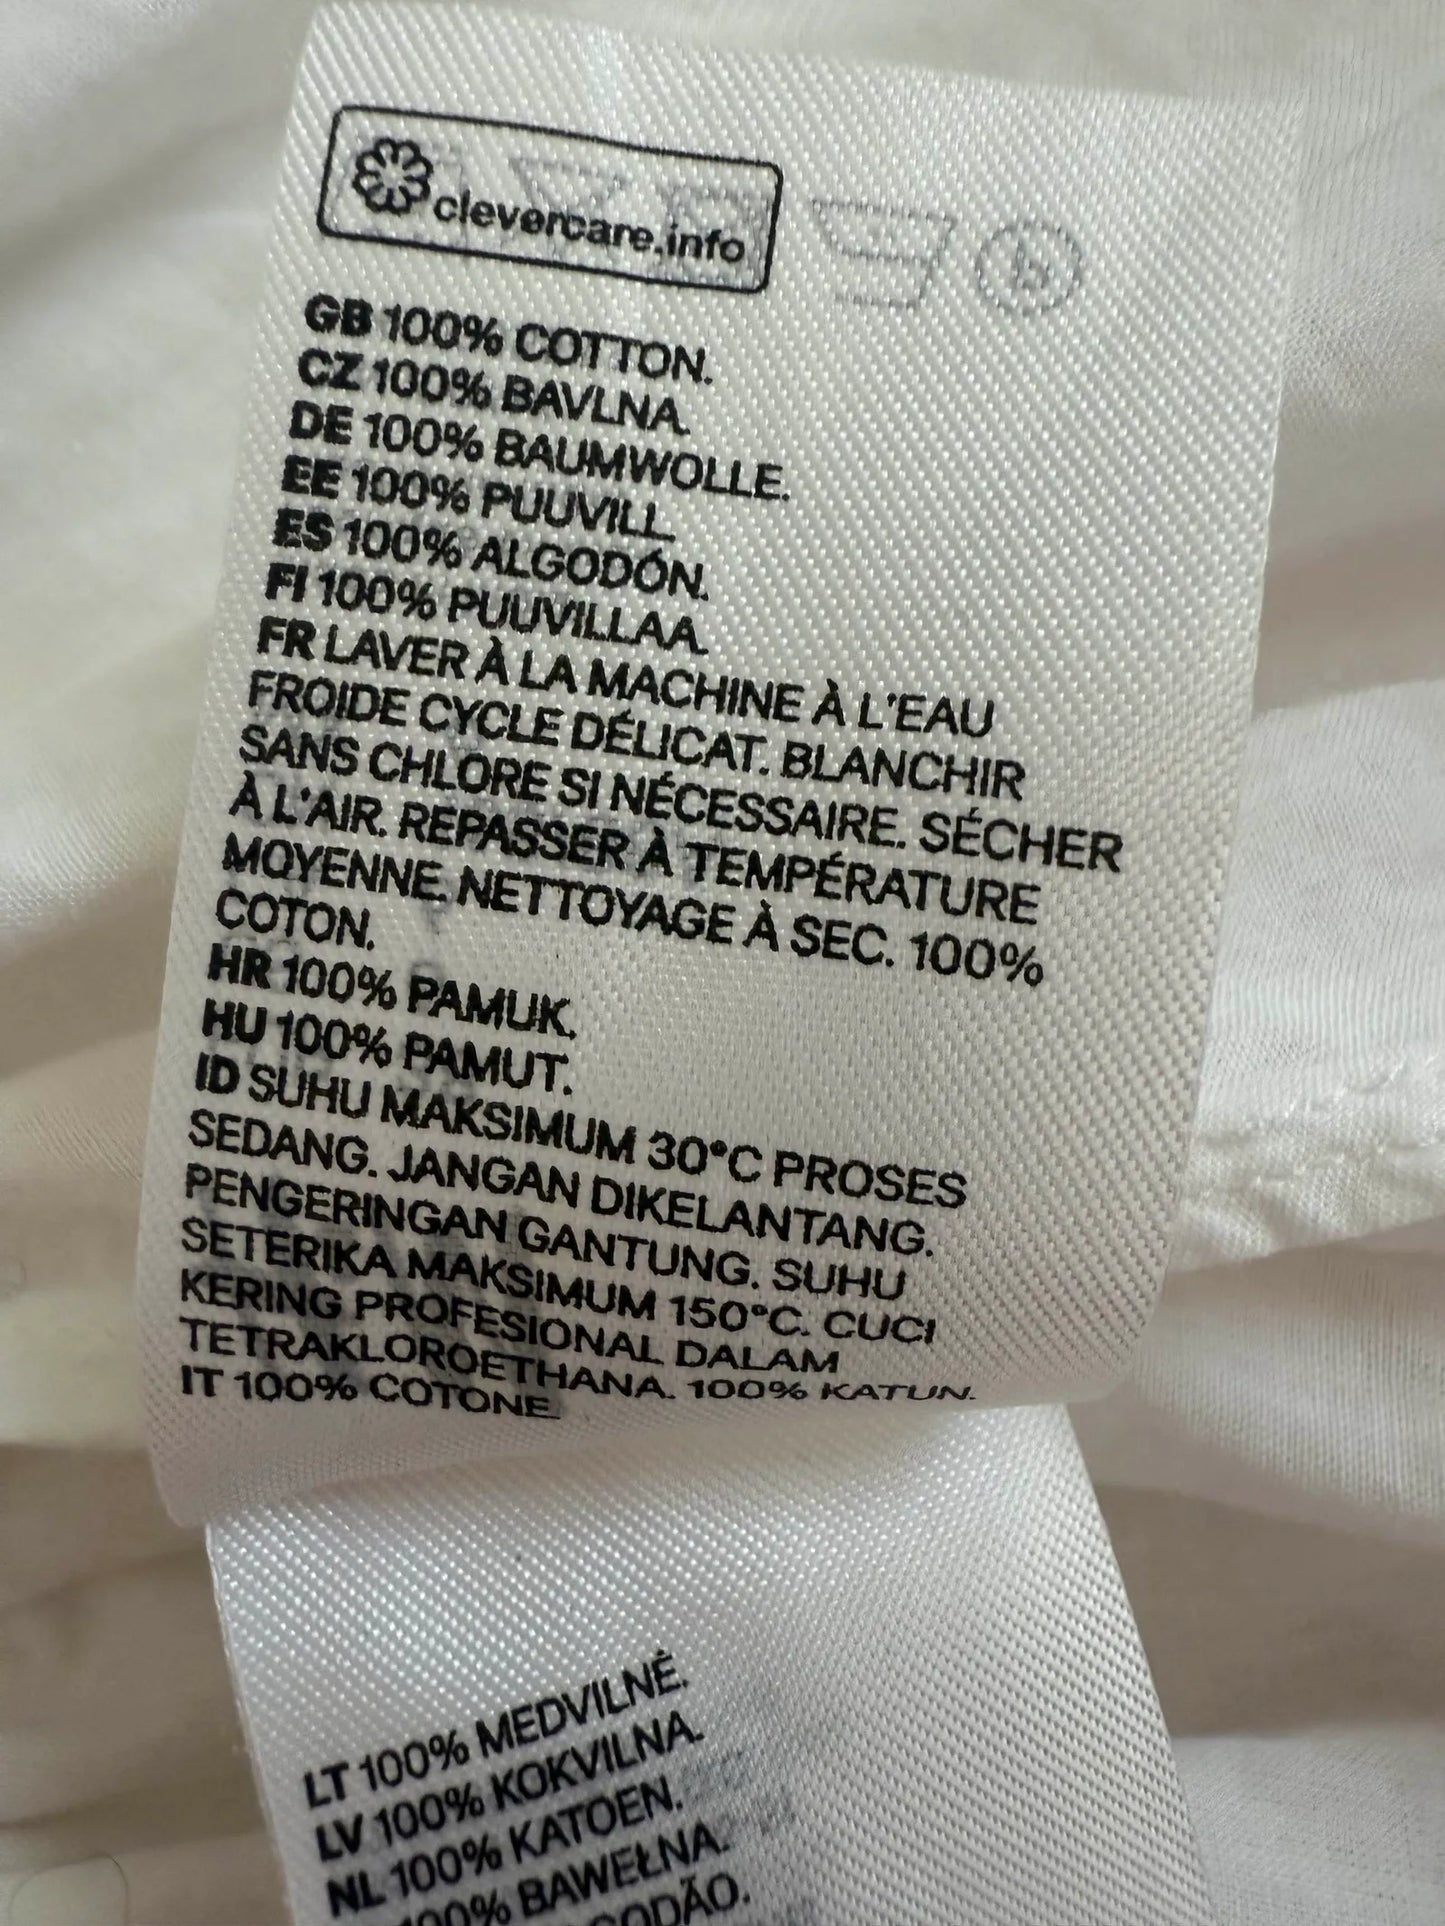 clevercare.info
GB 100% COTTON.
CZ 100% BAVLNA.
DE 100% BAUMWOLLE.
EE 100% PUUVILL.
ES 100% ALGODÓN.
FI 100% PUUVILLAA.
FR LAVER À LA MACHINE À L'EAU
FROIDE CYCLE DÉLICAT. BLANCHIR
SANS CHLORE SI NÉCESSAIRE. SÉCHER
À L'AIR. REPASSER À TEMPÉRATURE
MOYENNE. NETTOYAGE À SEC. 100%
COTON.
HR 100% PAMUK.
HU 100% PAMUT.
ID SUHU MAKSIMUM 30°C PROSES
SEDANG. JANGAN DIKELANTANG.
PENGERINGAN GANTUNG. SUHU
SETERIKA MAKSIMUM 150°C. CUCI
KERING PROFESIONAL DALAM
TETRAKLOROETHANA. 100% KATUN.
IT 100% COTONE.
LT 100% MEDVILNĖ.
LV 100% KOKVILNA.
NL 100% KATOEN.
100% BAWEŁNA.